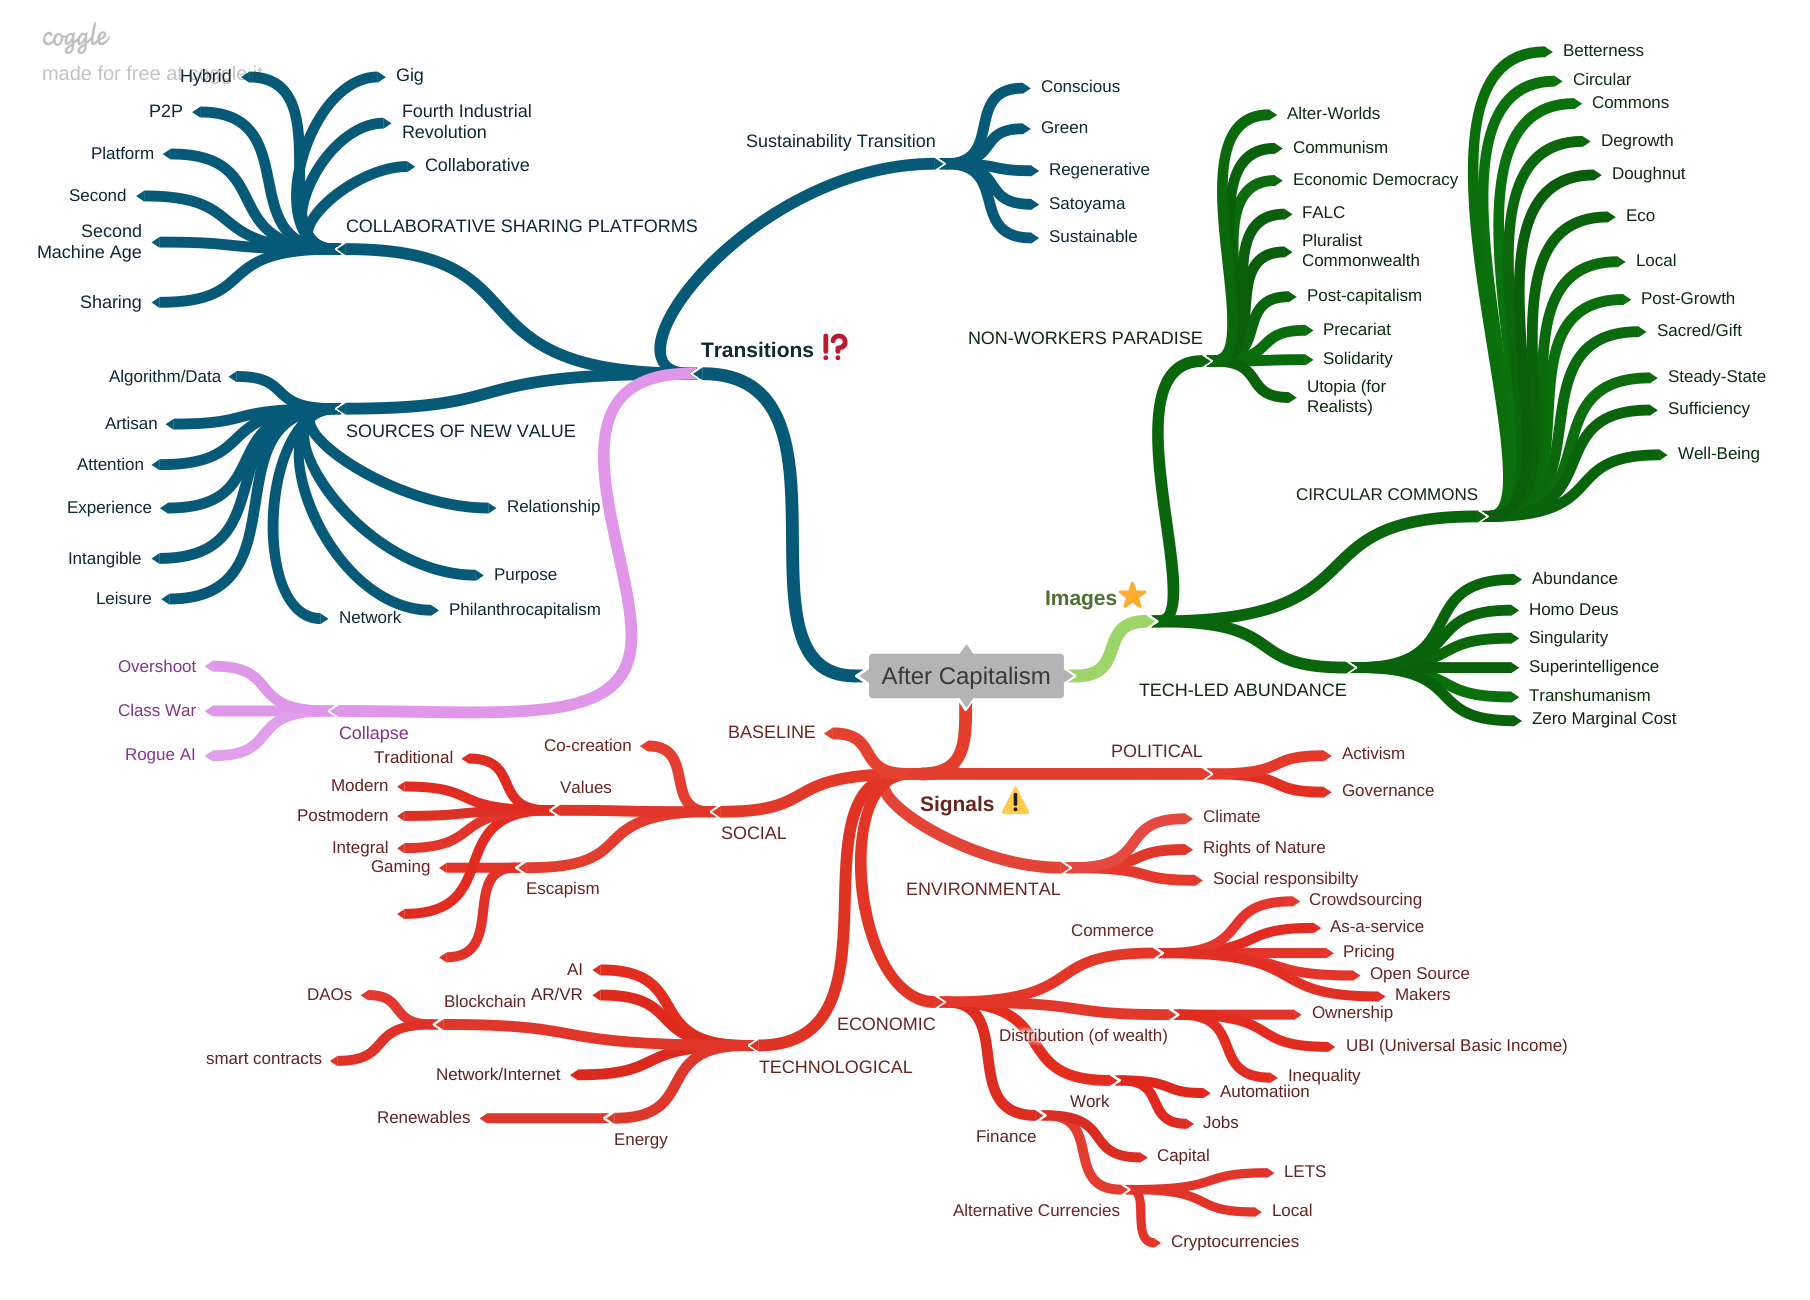 coggle
made for free at coggle.it
Hybrid
P2P
Platform
Second
Second
Machine Age
Sharing
Gig
Fourth Industrial
Revolution
Collaborative
COLLABORATIVE SHARING PLATFORMS
Algorithm/Data
Artisan
Attention
Experience
Intangible
Leisure
Network
Philanthrocapitalism
Purpose
Relationship
SOURCES OF NEW VALUE
Overshoot
Class War
Rogue AI
Collapse
Transitions ⁉
Sustainability Transition
Conscious
Green
Regenerative
Satoyama
Sustainable
After Capitalism
Images
NON-WORKERS PARADISE
Alter-Worlds
Communism
Economic Democracy
FALC
Pluralist
Commonwealth
Post-capitalism
Precariat
Solidarity
Utopia (for
Realists)
CIRCULAR COMMONS
Betterness
Circular
Commons
Degrowth
Doughnut
Eco
Local
Post-Growth
Sacred/Gift
Steady-State
Sufficiency
Well-Being
TECH-LED ABUNDANCE
Abundance
Homo Deus
Singularity
Superintelligence
Transhumanism
Zero Marginal Cost
Signals
BASELINE
SOCIAL
Co-creation
Values
Traditional
Modern
Postmodern
Integral
Escapism
Gaming
TECHNOLOGICAL
AI
AR/VR
Blockchain
DAOs
smart contracts
Network/Internet
Energy
Renewables
POLITICAL
Activism
Governance
ENVIRONMENTAL
Climate
Rights of Nature
Social responsibilty
ECONOMIC
Commerce
Crowdsourcing
As-a-service
Pricing
Open Source
Makers
Distribution (of wealth)
Ownership
UBI (Universal Basic Income)
Inequality
Work
Automatiion
Jobs
Finance
Capital
Alternative Currencies
LETS
Local
Cryptocurrencies